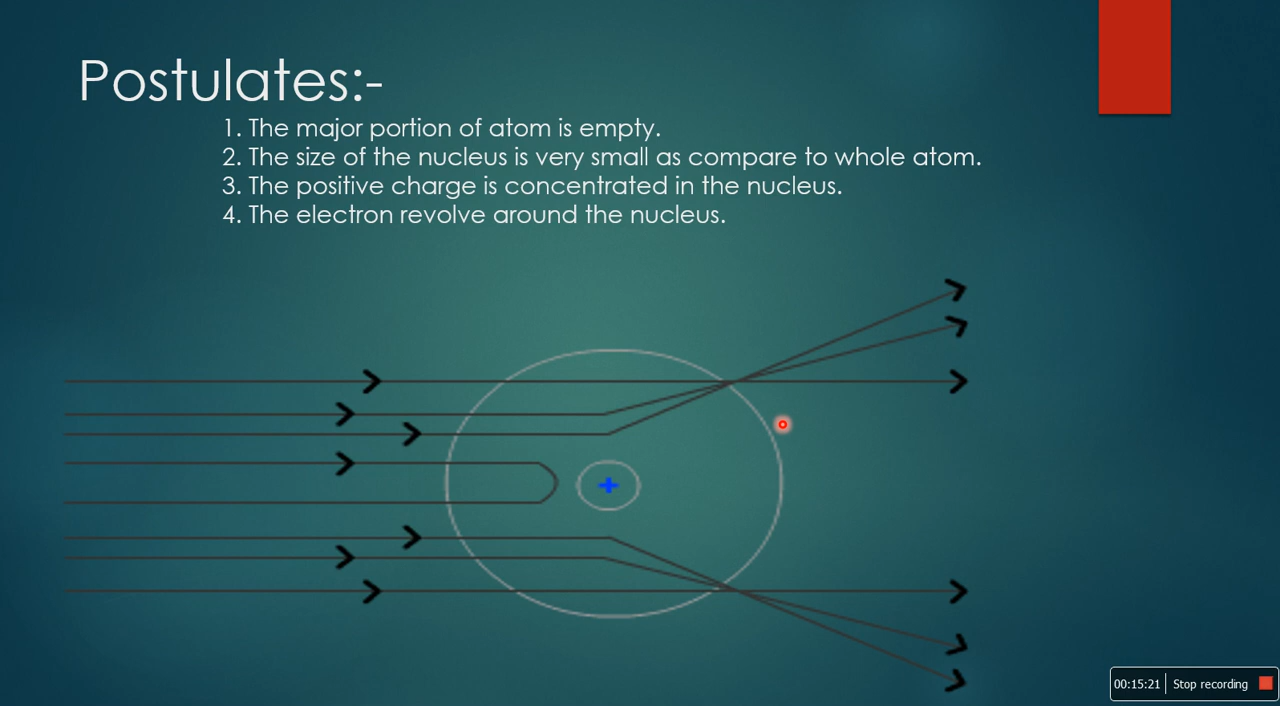 Postulates:-
1. The major portion of atom is empty.
2. The size of the nucleus is very small as compare to whole atom.
3. The positive charge is concentrated in the nucleus.
4. The electron revolve around the nucleus.
+
00:15:21 Stop recording